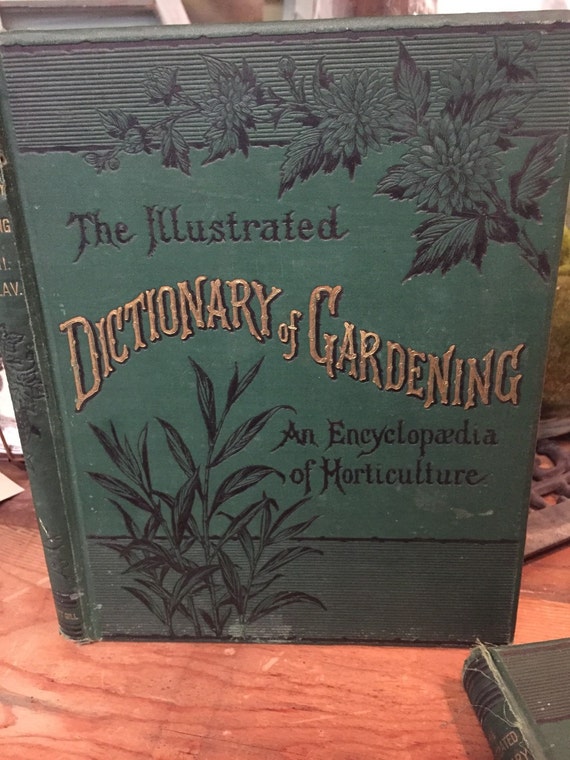 The Illustrated
DICTIONARY of GARDENING
An Encyclopædia
of Horticulture